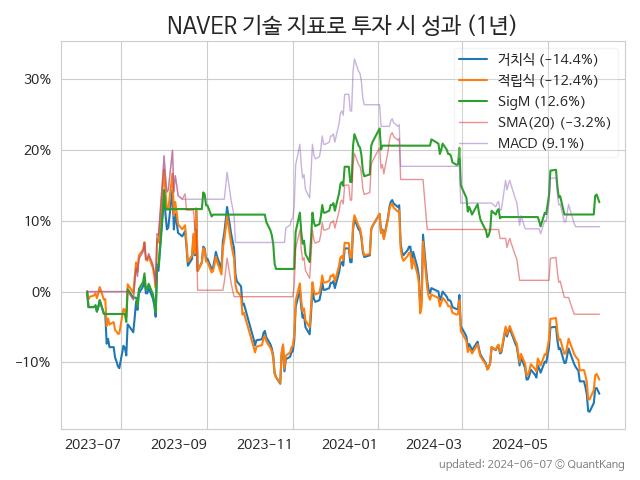 NAVER 기술 지표로 투자 시 성과 (1년)
거치식 (−14.4%)
적립식 (−12.4%)
SigM (12.6%)
SMA(20) (−3.2%)
MACD (9.1%)
30%
20%
10%
0%
−10%
2023-07 2023-09 2023-11 2024-01 2024-03 2024-05
updated: 2024-06-07 © QuantKang